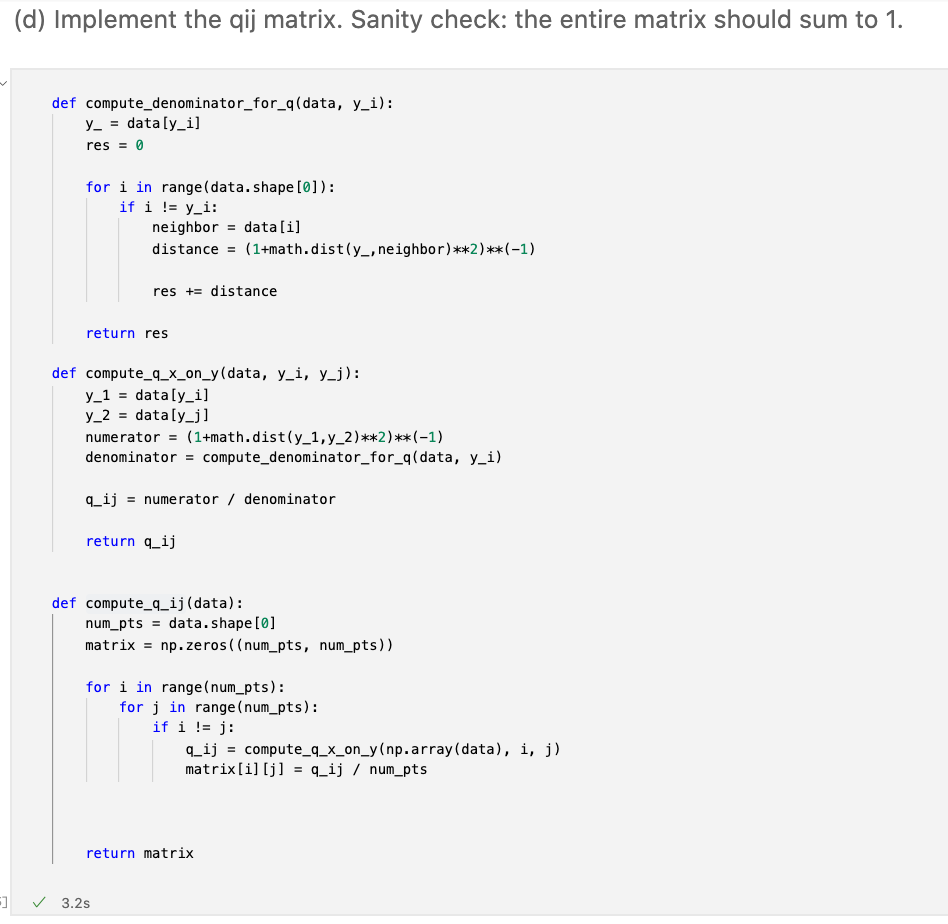 (d) Implement the qij matrix. Sanity check: the entire matrix should sum to 1.
def compute_denominator_for_q(data, y_i):
    y_ = data[y_i]
    res = 0
    for i in range(data.shape[0]):
        if i != y_i:
            neighbor = data[i]
            distance = (1+math.dist(y_,neighbor)**2)**(-1)
            res += distance
    return res
def compute_q_x_on_y(data, y_i, y_j):
    y_1 = data[y_i]
    y_2 = data[y_j]
    numerator = (1+math.dist(y_1,y_2)**2)**(-1)
    denominator = compute_denominator_for_q(data, y_i)
    q_ij = numerator / denominator
    return q_ij
def compute_q_ij(data):
    num_pts = data.shape[0]
    matrix = np.zeros((num_pts, num_pts))
    for i in range(num_pts):
        for j in range(num_pts):
            if i != j:
                q_ij = compute_q_x_on_y(np.array(data), i, j)
                matrix[i][j] = q_ij / num_pts
    return matrix
✓ 3.2s